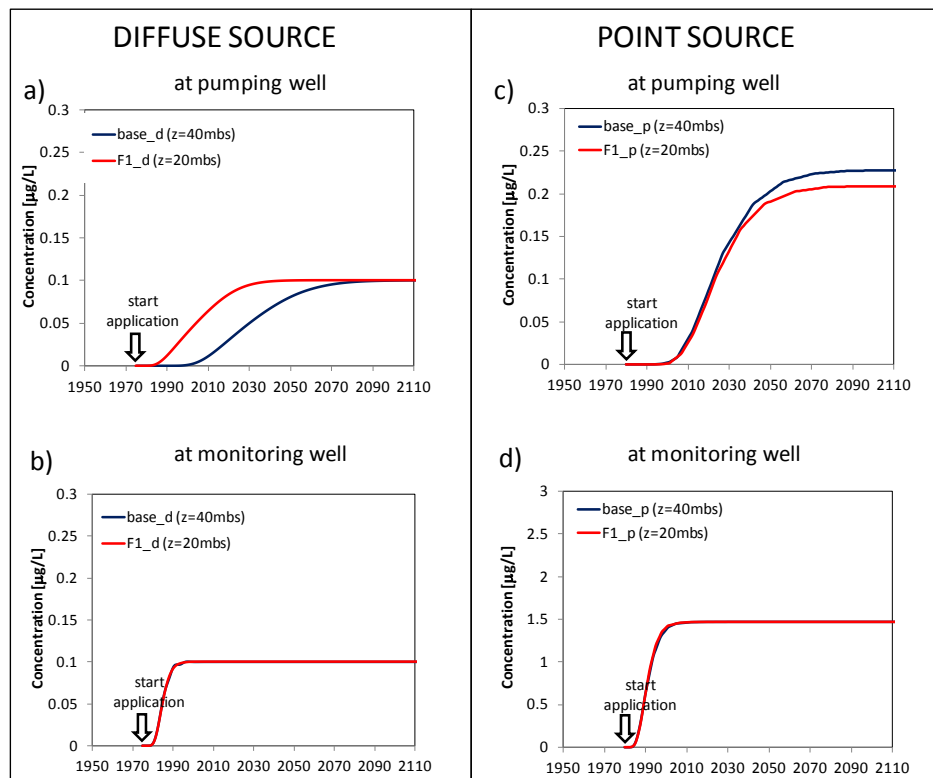 DIFFUSE SOURCE
a)
at pumping well
0.3
base_d (z=40mbs)
F1_d (z=20mbs)
0.25
0.2
0.15
0.1
0.05
0
Concentration [µg/L]
start
application
1950 1970 1990 2010 2030 2050 2070 2090 2110
b)
at monitoring well
0.3
base_d (z=40mbs)
F1_d (z=20mbs)
0.25
0.2
0.15
0.1
0.05
0
Concentration [µg/L]
start
application
1950 1970 1990 2010 2030 2050 2070 2090 2110
POINT SOURCE
c)
at pumping well
0.3
base_p (z=40mbs)
F1_p (z=20mbs)
0.25
0.2
0.15
0.1
0.05
0
Concentration [µg/L]
start
application
1950 1970 1990 2010 2030 2050 2070 2090 2110
d)
at monitoring well
3
base_p (z=40mbs)
F1_p (z=20mbs)
2.5
2
1.5
1
0.5
0
Concentration [µg/L]
start
application
1950 1970 1990 2010 2030 2050 2070 2090 2110